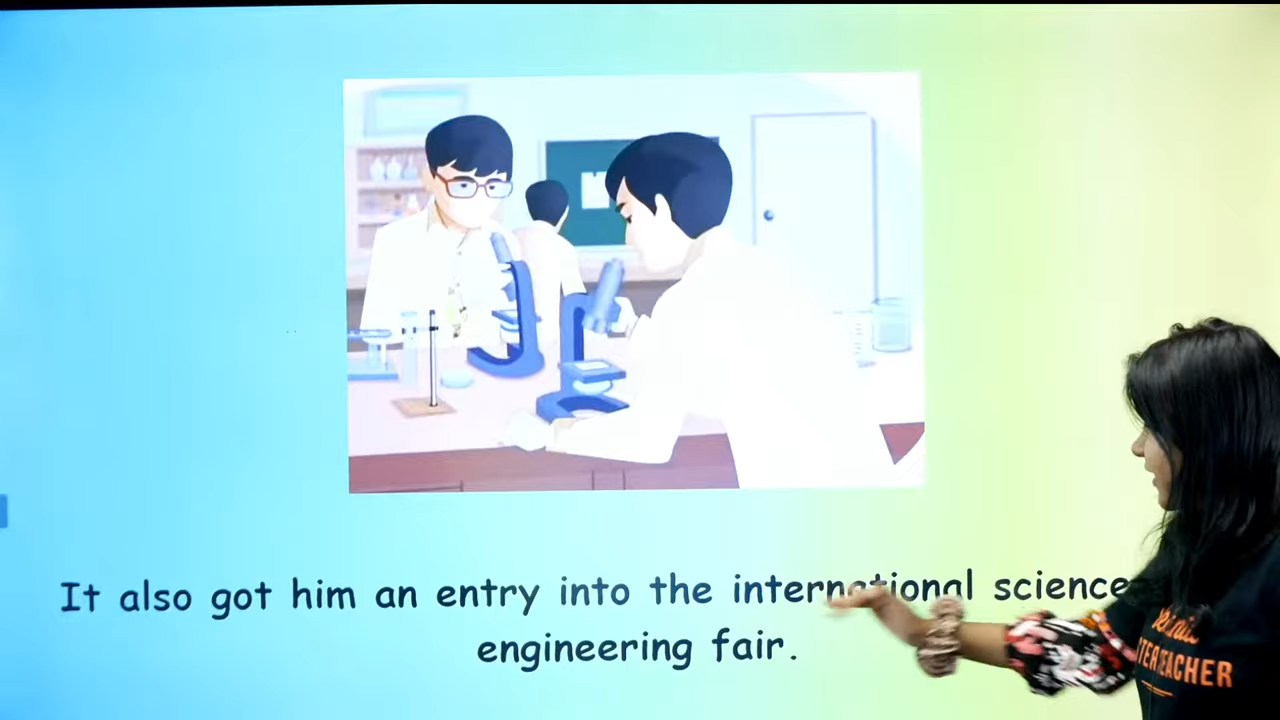 It also got him an entry into the international science
engineering fair.
TEACHER